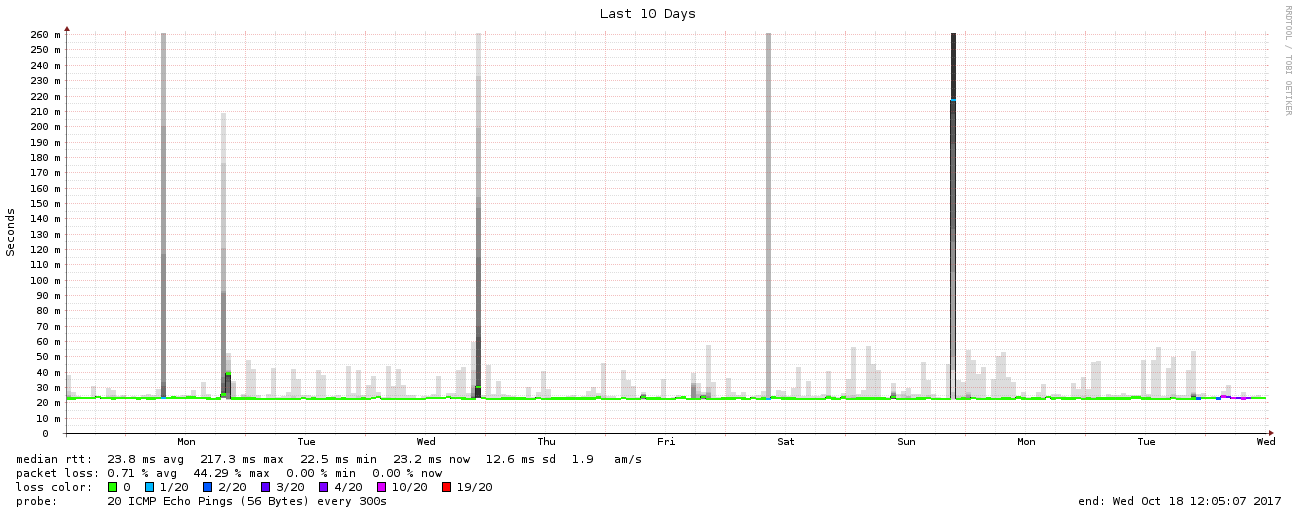 Last 10 Days
RRDTOOL / TOBI OETIKER
Seconds
260 m
250 m
240 m
230 m
220 m
210 m
200 m
190 m
180 m
170 m
160 m
150 m
140 m
130 m
120 m
110 m
100 m
90 m
80 m
70 m
60 m
50 m
40 m
30 m
20 m
10 m
0
Mon Tue Wed Thu Fri Sat Sun Mon Tue Wed
median rtt: 23.8 ms avg 217.3 ms max 22.5 ms min 23.2 ms now 12.6 ms sd 1.9 am/s
packet loss: 0.71 % avg 44.29 % max 0.00 % min 0.00 % now
loss color: 0 1/20 2/20 3/20 4/20 10/20 19/20
probe: 20 ICMP Echo Pings (56 Bytes) every 300s end: Wed Oct 18 12:05:07 2017